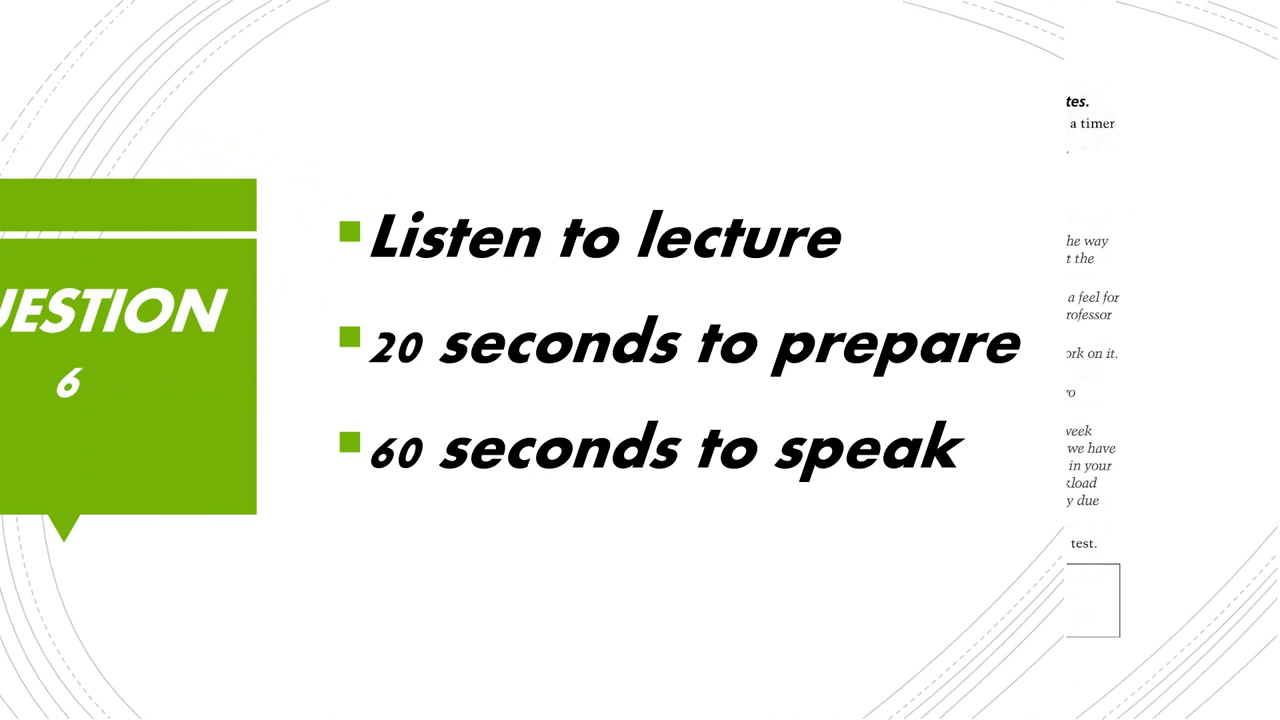 UESTION
6
Listen to lecture
20 seconds to prepare
60 seconds to speak
tes.
a timer
he way
t the
a feel for
rofessor
ork on it.
ro
veek
we have
in your
kload
y due
test.